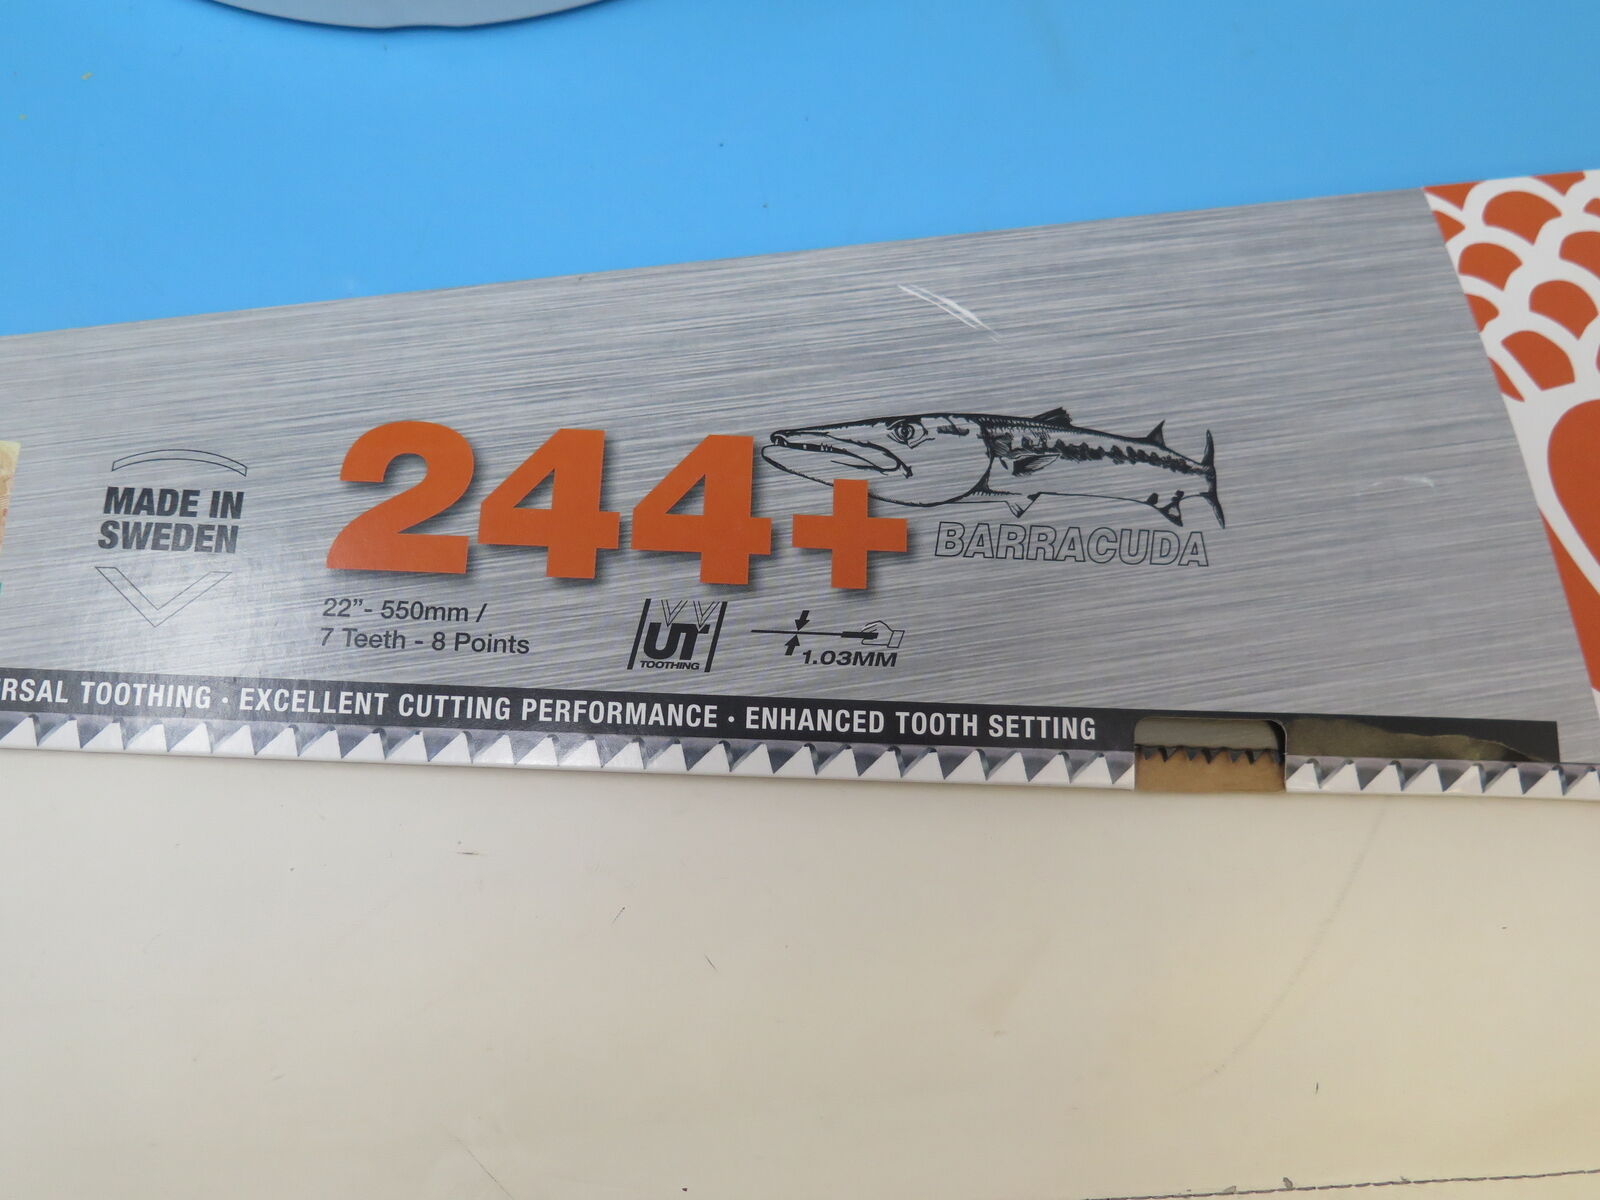 MADE IN
SWEDEN
244+
BARRACUDA
22”- 550mm /
7 Teeth - 8 Points
UT
TOOTHING
1.03MM
RSAL TOOTHING · EXCELLENT CUTTING PERFORMANCE · ENHANCED TOOTH SETTING